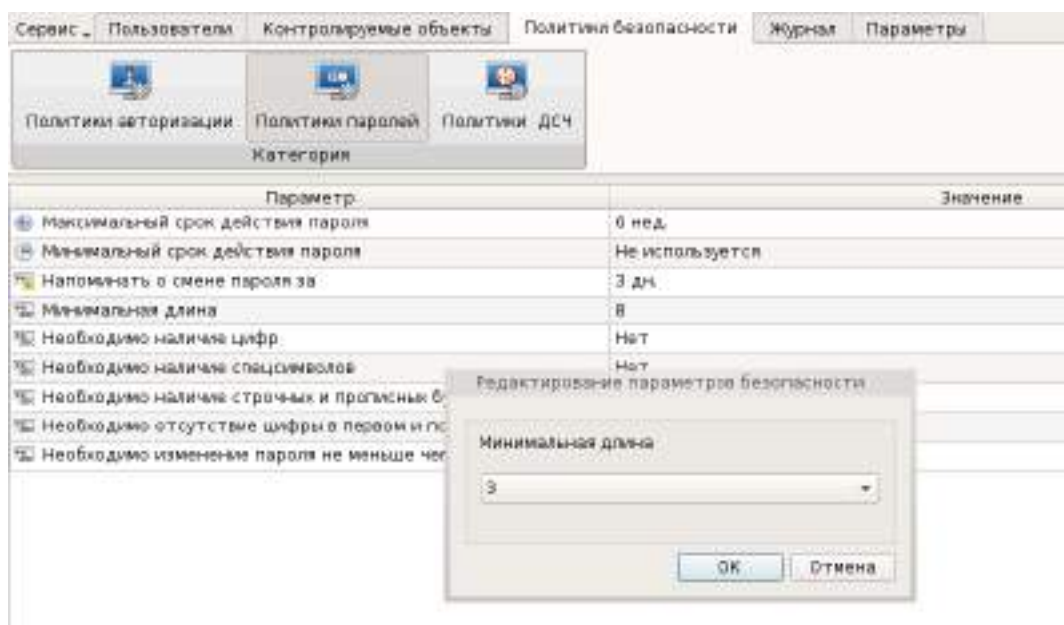 Сервис Пользователи Контролируемые объекты Политики безопасности Журнал Параметры
Политики авторизации Политики паролей Политики ДСЧ
Категория
Параметр Значение
Максимальный срок действия пароля 6 нед.
Минимальный срок действия пароля Не используется
Напоминать о смене пароля за 3 дн.
Минимальная длина 8
Необходимо наличие цифр Нет
Необходимо наличие спецсимволов Нет
Необходимо наличие строчных и прописных б
Необходимо отсутствие цифры в первом и по
Необходимо изменение пароля не меньше чем
Редактирование параметров безопасности
Минимальная длина
3
ОК Отмена